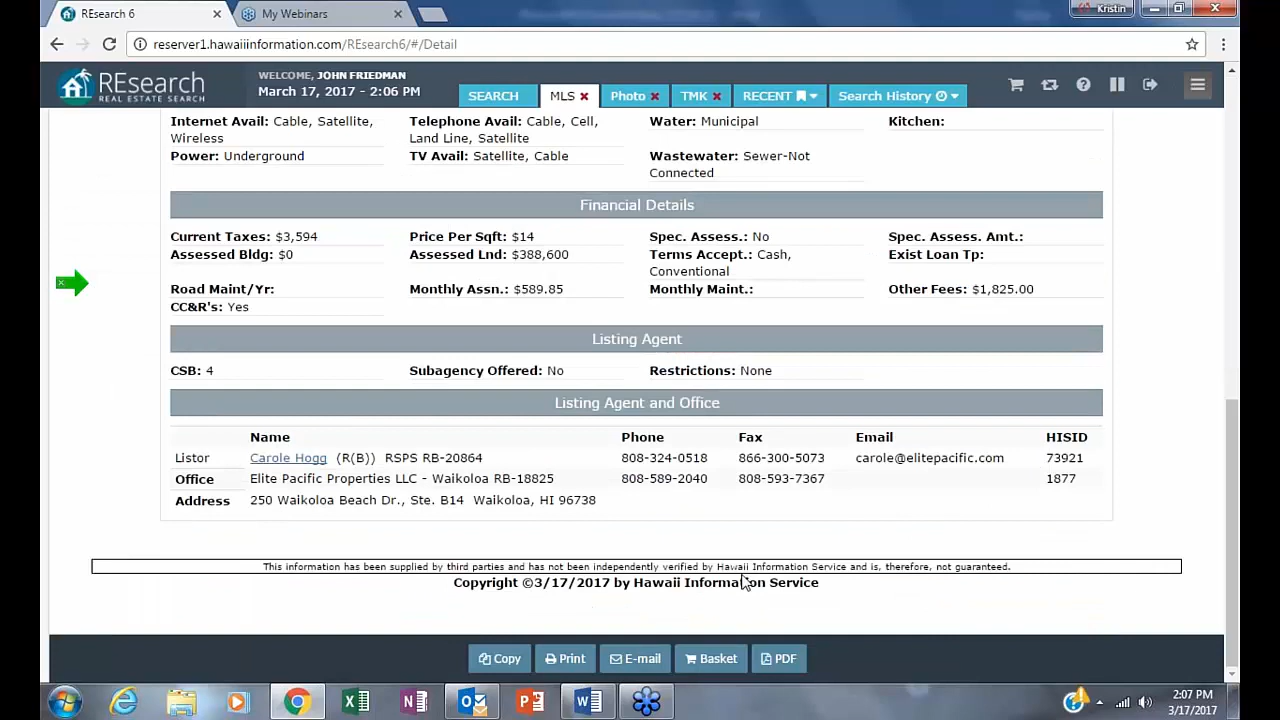 REsearch 6
My Webinars
Kristin
reserver1.hawaiiinformation.com/REsearch6/#/Detail
REsearch
REAL ESTATE SEARCH
WELCOME, JOHN FRIEDMAN
March 17, 2017 - 2:06 PM
SEARCH MLS Photo TMK RECENT Search History
Internet Avail: Cable, Satellite, Wireless
Telephone Avail: Cable, Cell, Land Line, Satellite
Water: Municipal
Kitchen:
Power: Underground
TV Avail: Satellite, Cable
Wastewater: Sewer-Not Connected
Financial Details
Current Taxes: $3,594 Price Per Sqft: $14 Spec. Assess.: No Spec. Assess. Amt.:
Assessed Bldg: $0 Assessed Lnd: $388,600 Terms Accept.: Cash, Conventional Exist Loan Tp:
Road Maint/Yr: Monthly Assn.: $589.85 Monthly Maint.: Other Fees: $1,825.00
CC&R's: Yes
Listing Agent
CSB: 4 Subagency Offered: No Restrictions: None
Listing Agent and Office
Name Phone Fax Email HISID
Listor Carole Hogg (R(B)) RSPS RB-20864 808-324-0518 866-300-5073 carole@elitepacific.com 73921
Office Elite Pacific Properties LLC - Waikoloa RB-18825 808-589-2040 808-593-7367 1877
Address 250 Waikoloa Beach Dr., Ste. B14 Waikoloa, HI 96738
This information has been supplied by third parties and has not been independently verified by Hawaii Information Service and is, therefore, not guaranteed.
Copyright ©3/17/2017 by Hawaii Information Service
Copy Print E-mail Basket PDF
2:07 PM
3/17/2017